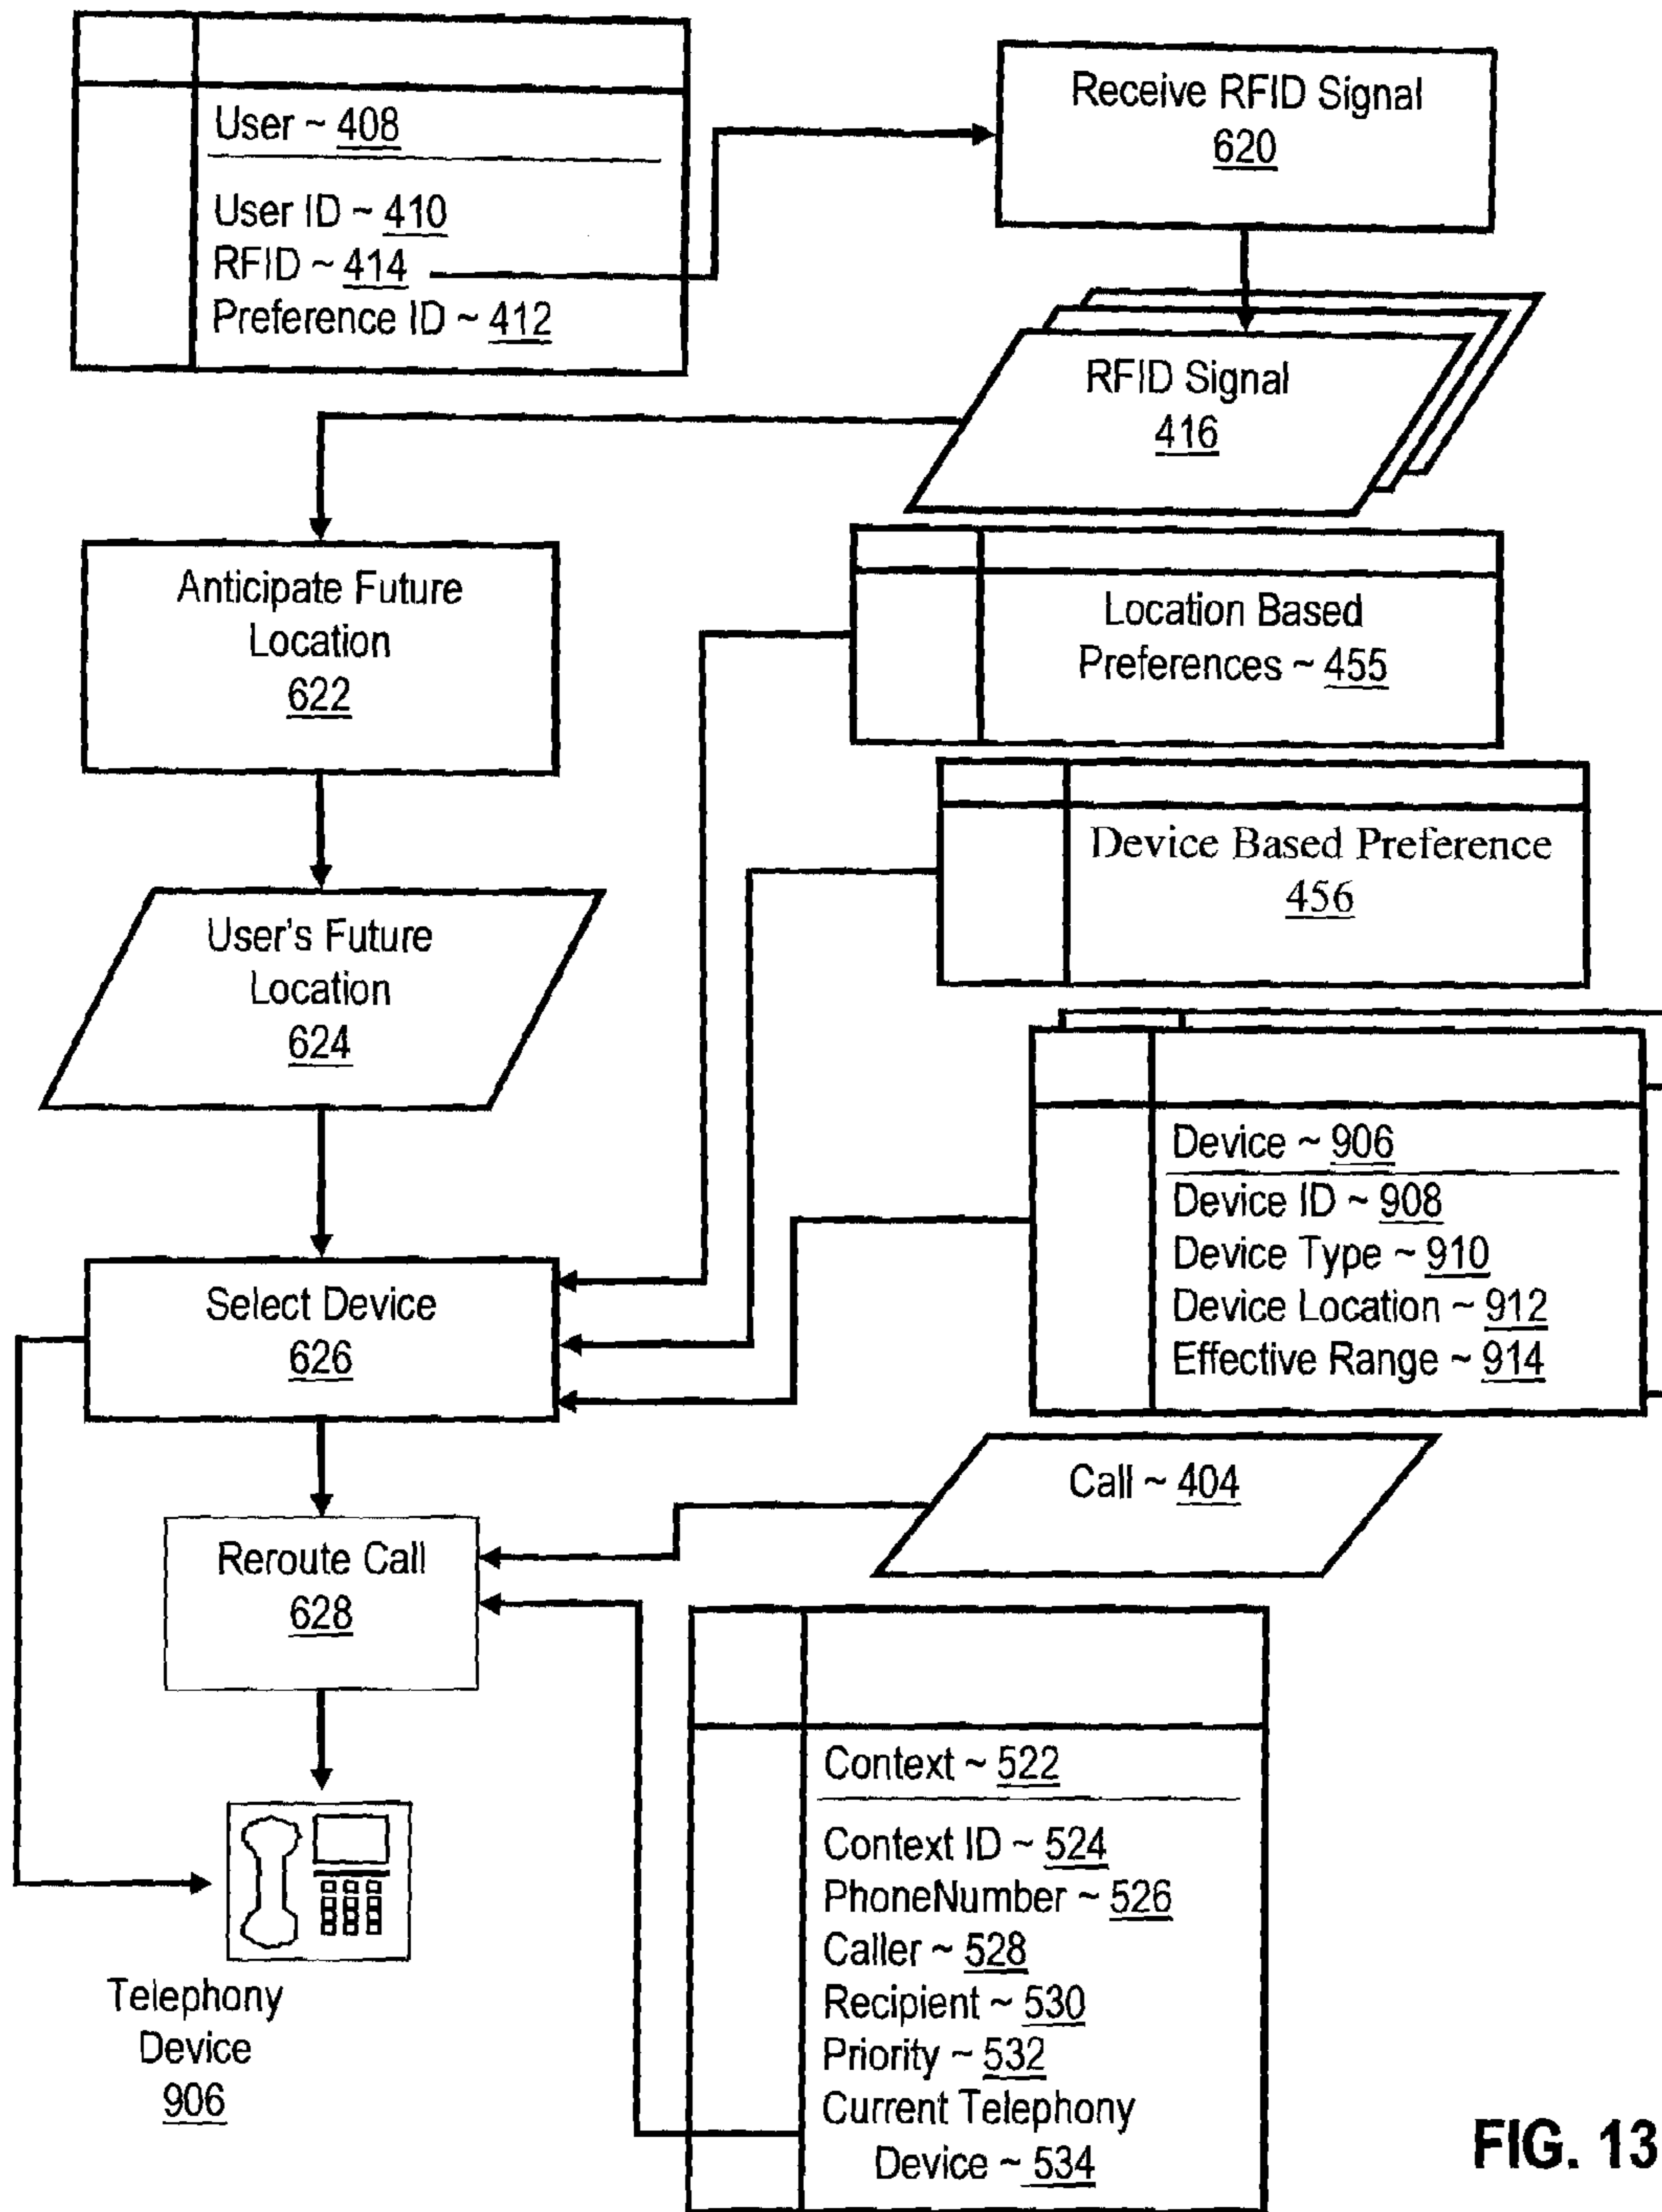 User ~ 408
User ID ~ 410
RFID ~ 414
Preference ID ~ 412
Receive RFID Signal
620
RFID Signal
416
Anticipate Future
Location
622
Location Based
Preferences ~ 455
Device Based Preference
456
User's Future
Location
624
Device ~ 906
Device ID ~ 908
Device Type ~ 910
Device Location ~ 912
Effective Range ~ 914
Select Device
626
Call ~ 404
Reroute Call
628
Context ~ 522
Context ID ~ 524
PhoneNumber ~ 526
Caller ~ 528
Recipient ~ 530
Priority ~ 532
Current Telephony
Device ~ 534
Telephony
Device
906
FIG. 13